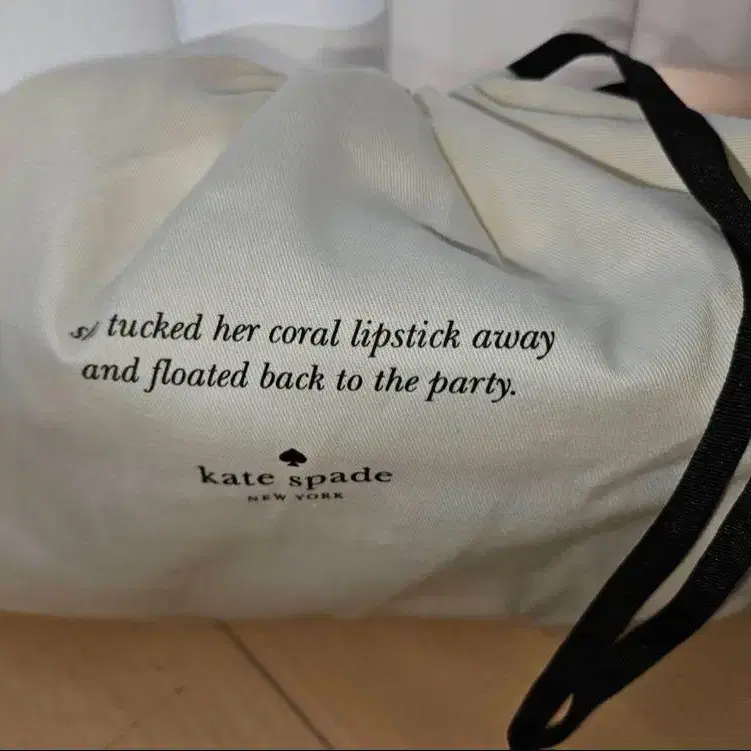 tucked her coral lipstick away
and floated back to the party.
kate spade
NEW YORK